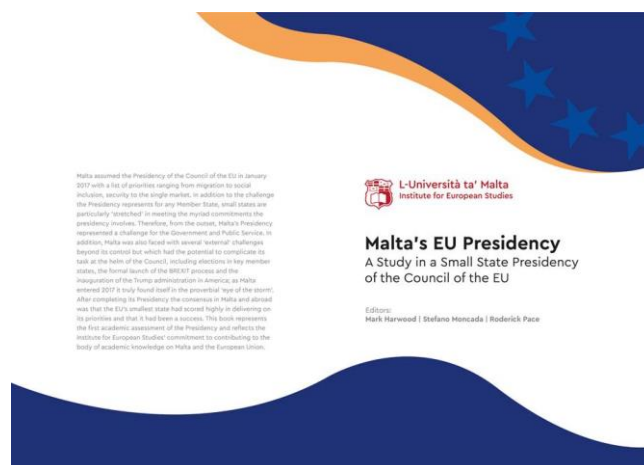 Malta assumed the Presidency of the Council of the EU in January
2017 with a list of priorities ranging from migration to social
inclusion, security to the single market. In addition to the challenge
the Presidency represents for any Member State, small states are
particularly 'stretched' in meeting the myriad commitments the
presidency involves. Therefore, from the outset, Malta's Presidency
represented a challenge for the Government and Public Service. In
addition, Malta was also faced with several 'external' challenges
beyond its control but which had the potential to complicate its
task at the helm of the Council, including elections in key member
states, the formal launch of the BREXIT process and the
inauguration of the Trump administration in America; as Malta
entered 2017 it truly found itself in the proverbial 'eye of the storm'.
After completing its Presidency the consensus in Malta and abroad
was that the EU's smallest state had scored highly in delivering on
its priorities and that it had been a success. This book represents
the first academic assessment of the Presidency and reflects the
Institute for European Studies' commitment to contributing to the
body of academic knowledge on Malta and the European Union.
L-Università ta' Malta
Institute for European Studies
Malta's EU Presidency
A Study in a Small State Presidency
of the Council of the EU
Editors:
Mark Harwood | Stefano Moncada | Roderick Pace